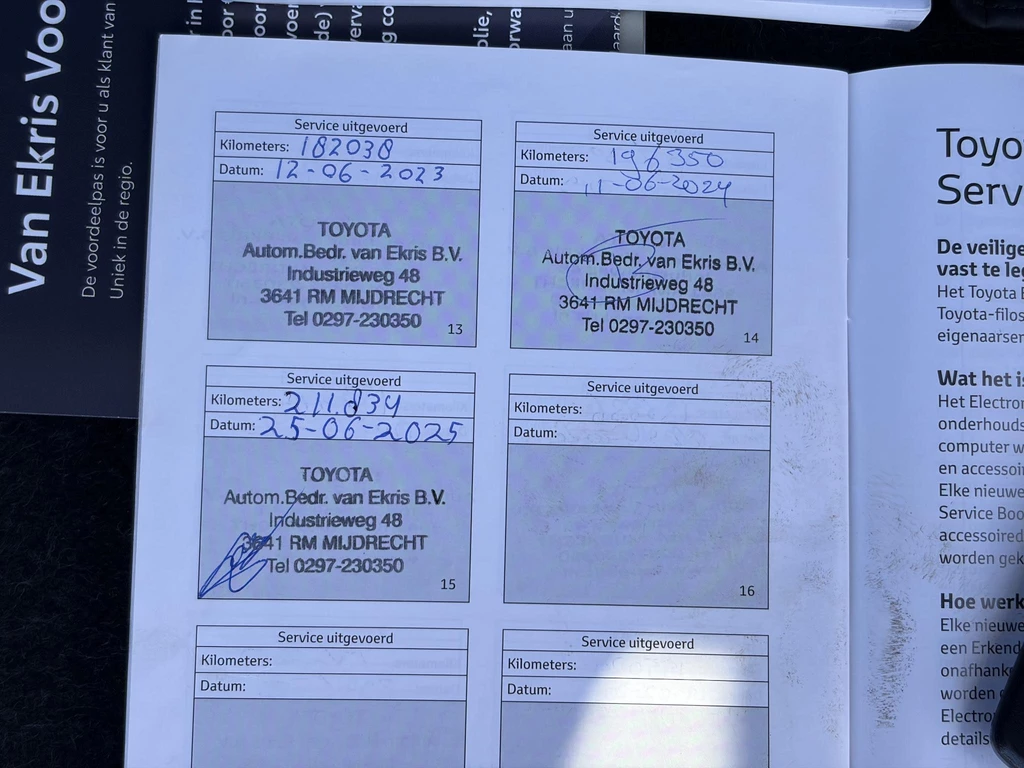 Van Ekris Voo
De voordeelpas is voor u als klant van
Uniek in de regio.
Service uitgevoerd
Kilometers: 182038
Datum: 12-06-2023
TOYOTA
Autom.Bedr. van Ekris B.V.
Industrieweg 48
3641 RM MIJDRECHT
Tel 0297-230350
13
Service uitgevoerd
Kilometers: 196350
Datum: 11-06-2024
TOYOTA
Autom.Bedr. van Ekris B.V.
Industrieweg 48
3641 RM MIJDRECHT
Tel 0297-230350
14
Service uitgevoerd
Kilometers: 211.834
Datum: 25-06-2025
TOYOTA
Autom.Bedr. van Ekris B.V.
Industrieweg 48
3641 RM MIJDRECHT
Tel 0297-230350
15
Service uitgevoerd
Kilometers:
Datum:
16
Service uitgevoerd
Kilometers:
Datum:
Service uitgevoerd
Kilometers:
Datum:
Toyo
Serv
De veilige
vast te le
Het Toyota
Toyota-filos
eigenaarser
Wat het i
Het Electron
onderhouds
computer w
en accessoi
Elke nieuwe
Service Boo
accessoired
worden gek
Hoe werk
Elke nieuwe
een Erkend
onafhanke
worden
Electro
details